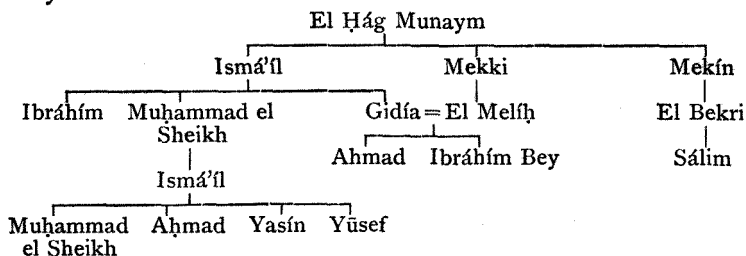 El Ḥág Munaym
Ismá'íl Mekki Mekín
Ibráhím Muḥammad el Sheikh Gidía = El Melíḥ El Bekri
Ahmad Ibráhím Bey Sálim
Ismá'íl
Muḥammad el Sheikh Aḥmad Yasín Yūsef